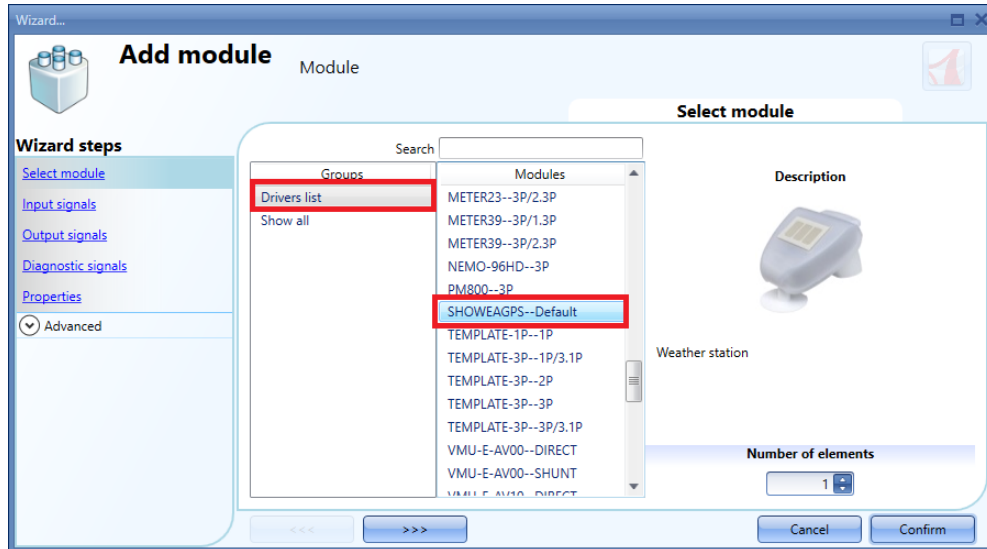 Wizard...
Add module
Module
Select module
Wizard steps
Select module
Input signals
Output signals
Diagnostic signals
Properties
Advanced
Search
Groups
Drivers list
Show all
Modules
METER23--3P/2.3P
METER39--3P/1.3P
METER39--3P/2.3P
NEMO-96HD--3P
PM800--3P
SHOWEAGPS--Default
TEMPLATE-1P--1P
TEMPLATE-3P--1P/3.1P
TEMPLATE-3P--2P
TEMPLATE-3P--3P
TEMPLATE-3P--3P/3.1P
VMU-E-AV00--DIRECT
VMU-E-AV00--SHUNT
VMU-E-AV10--DIRECT
Description
Weather station
Number of elements
1
<<<
>>>
Cancel
Confirm